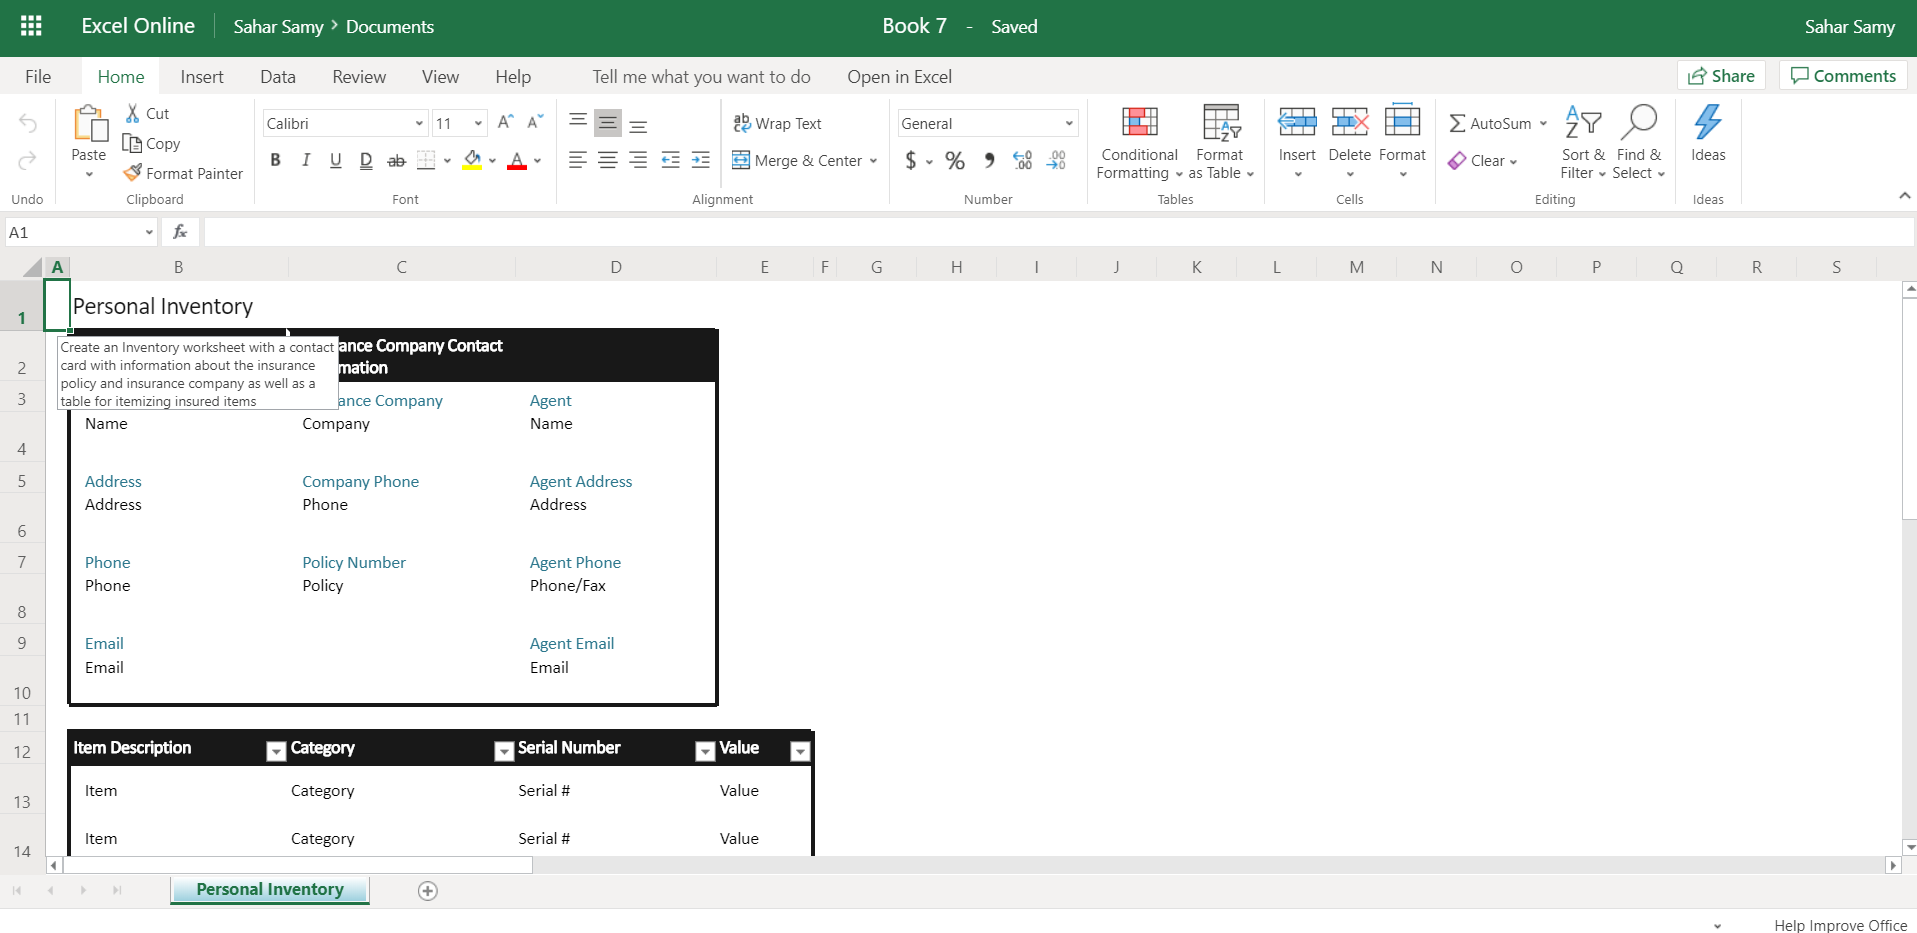 Excel Online Sahar Samy > Documents Book 7 - Saved Sahar Samy
File Home Insert Data Review View Help Tell me what you want to do Open in Excel Share Comments
Cut
Copy
Format Painter
Paste
Calibri 11
B I U D ab A
Wrap Text
Merge & Center
General
$ % 
Conditional Formatting
Format as Table
Insert Delete Format
AutoSum
Clear
Sort & Filter
Find & Select
Ideas
Undo Clipboard Font Alignment Number Tables Cells Editing Ideas
A1 fx
A B C D E F G H I J K L M N O P Q R S
1 Personal Inventory
Create an Inventory worksheet with a contact
card with information about the insurance
policy and insurance company as well as a
table for itemizing insured items
2 ance Company Contact
mation
3 ance Company Agent
4 Name Company Name
5 Address Company Phone Agent Address
6 Address Phone Address
7 Phone Policy Number Agent Phone
8 Phone Policy Phone/Fax
9 Email Agent Email
10 Email Email
11
12 Item Description Category Serial Number Value
13 Item Category Serial # Value
14 Item Category Serial # Value
Personal Inventory
Help Improve Office